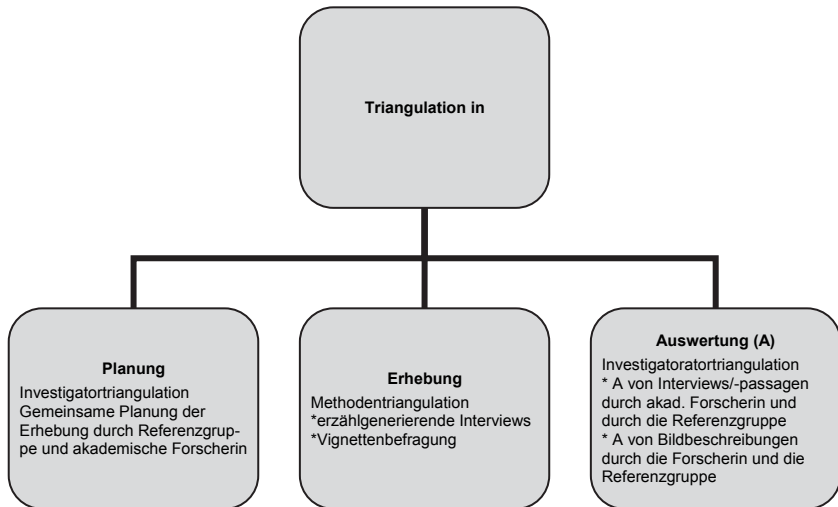 Triangulation in
Planung
Investigatortriangulation
Gemeinsame Planung der
Erhebung durch Referenzgrup-
pe und akademische Forscherin
Erhebung
Methodentriangulation
*erzählgenerierende Interviews
*Vignettenbefragung
Auswertung (A)
Investigatoratortriangulation
* A von Interviews/-passagen
durch akad. Forscherin und
durch die Referenzgruppe
* A von Bildbeschreibungen
durch die Forscherin und die
Referenzgruppe